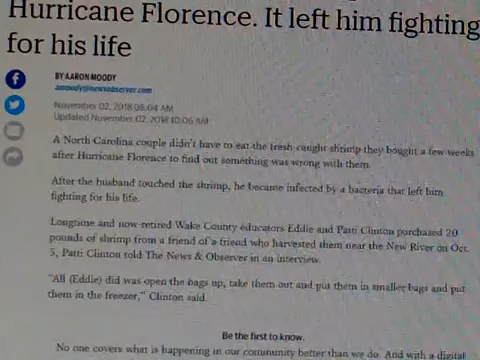 Hurricane Florence. It left him fighting
for his life
BY AARON MOODY
amoody@newsobserver.com
November 02, 2018 08:04 AM
Updated November 02, 2018 10:06 AM
A North Carolina couple didn't have to eat the fresh caught shrimp they bought a few weeks
after Hurricane Florence to find out something was wrong with them.
After the husband touched the shrimp, he became infected by a bacteria that left him
fighting for his life.
Longtime and now-retired Wake County educators Eddie and Patti Clinton purchased 20
pounds of shrimp from a friend of a friend who harvested them near the New River on Oct.
5, Patti Clinton told The News & Observer in an interview.
"All (Eddie) did was open the bags up, take them out and put them in smaller bags and put
them in the freezer," Clinton said.
Be the first to know.
No one covers what is happening in our community better than we do. And with a digital